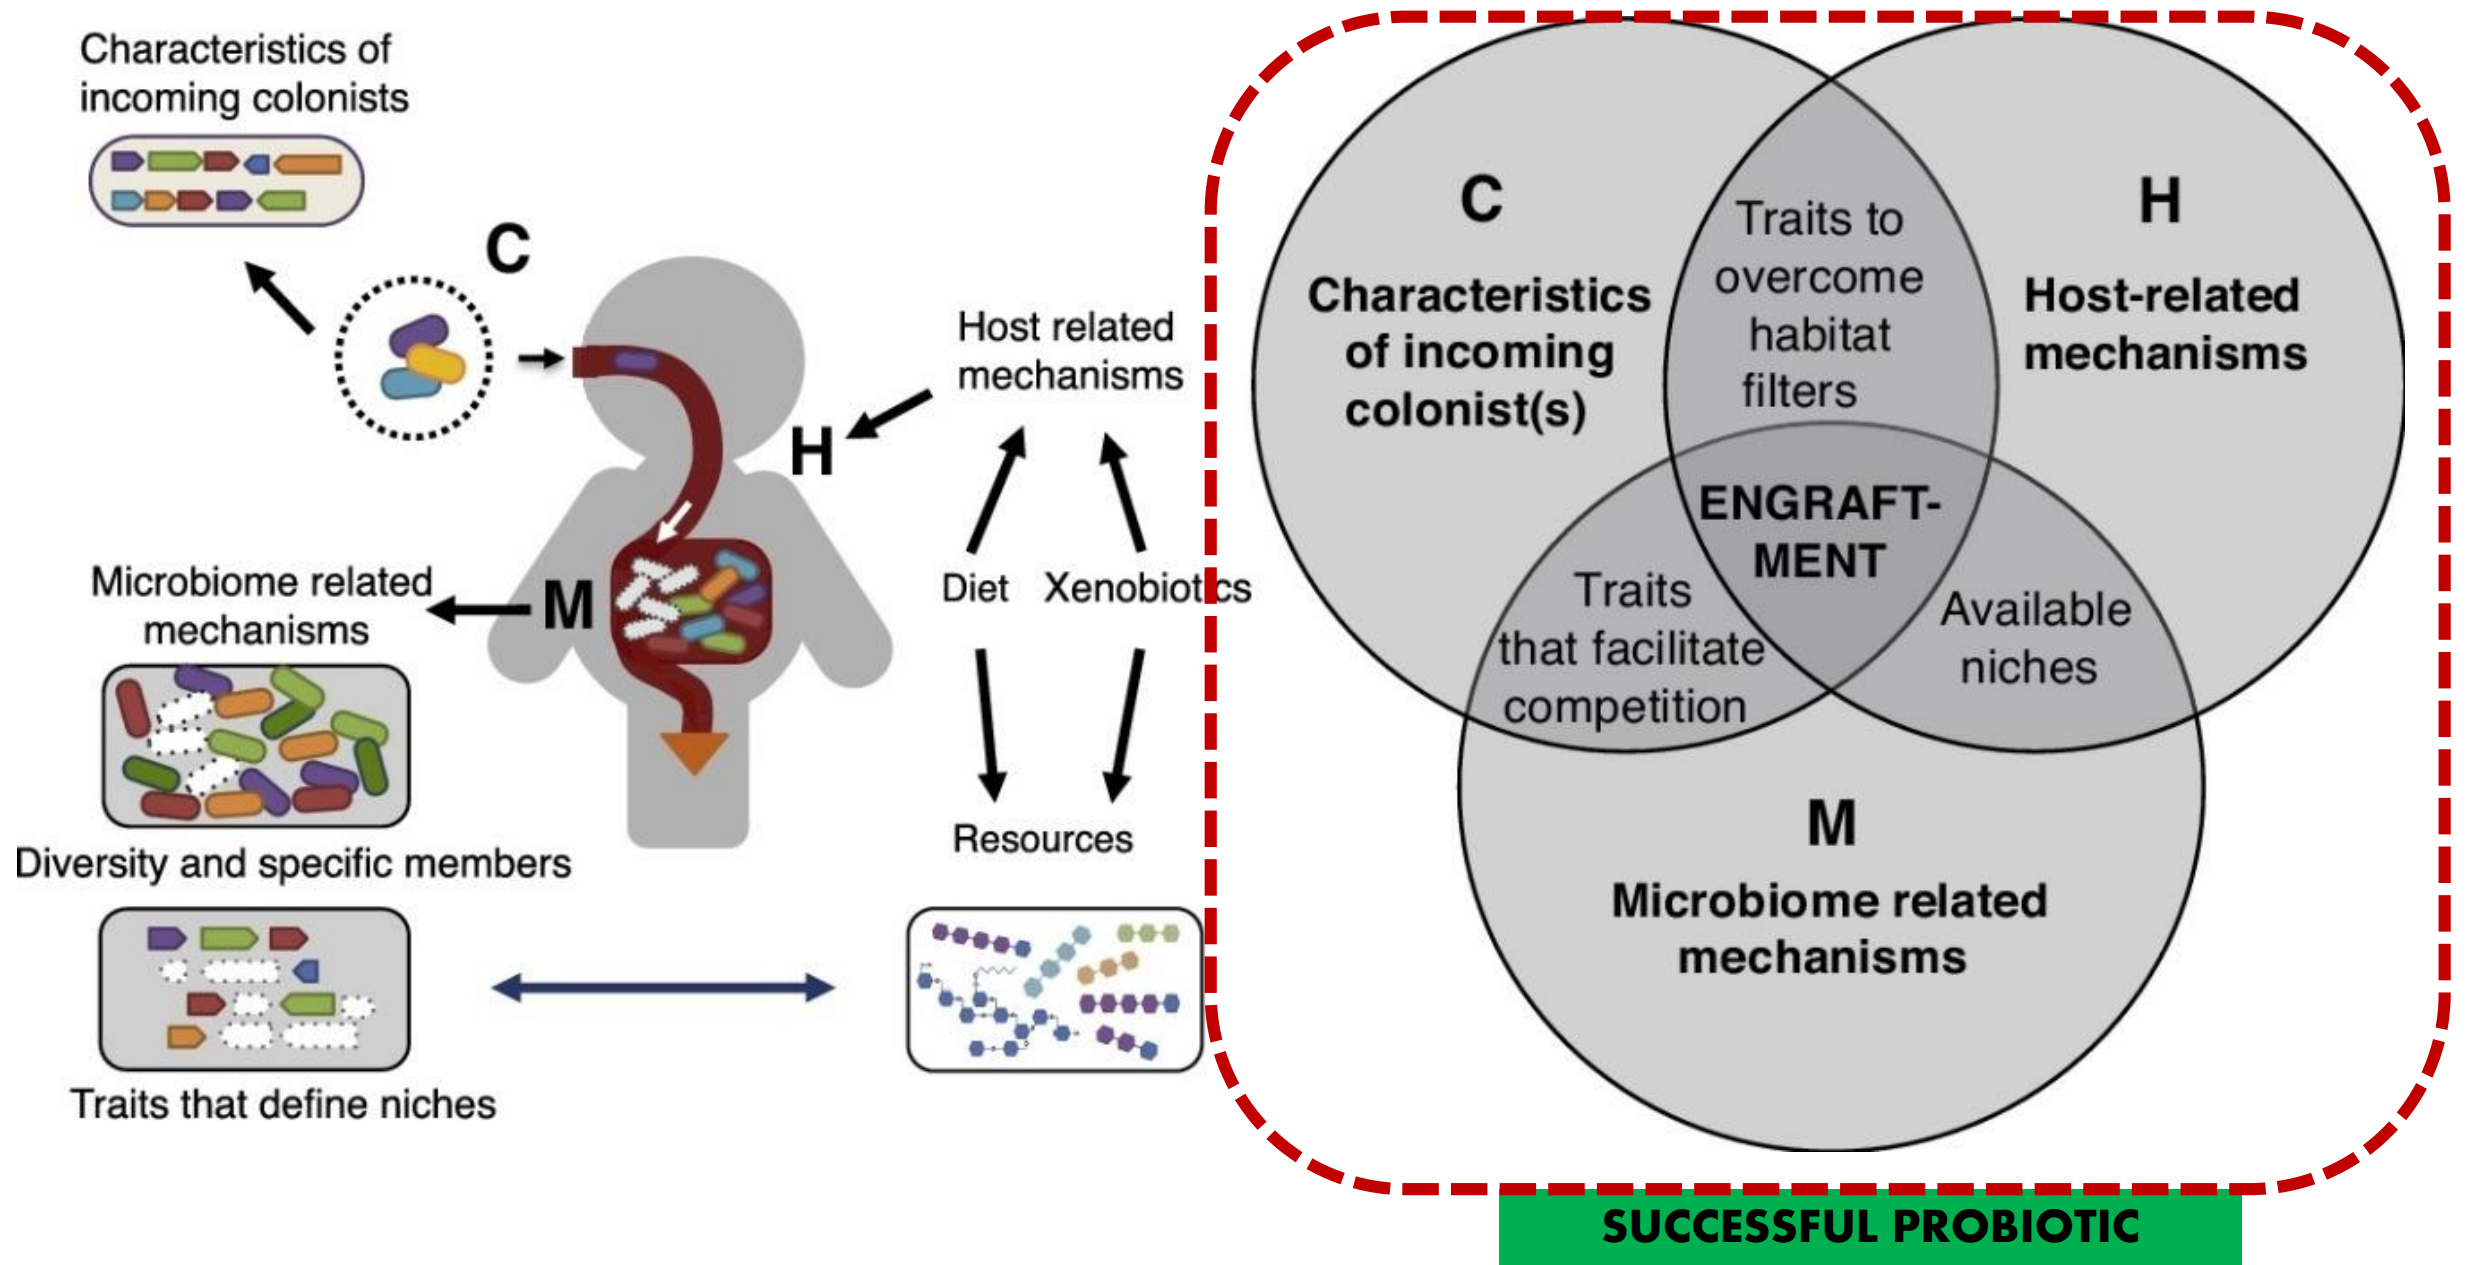 Characteristics of
incoming colonists
C
Host related
mechanisms
H
Microbiome related
mechanisms
M
Diet
Xenobiotics
Diversity and specific members
Resources
Traits that define niches
C
Characteristics
of incoming
colonist(s)
Traits to
overcome
habitat
filters
H
Host-related
mechanisms
ENGRAFT-
MENT
Traits
that facilitate
competition
Available
niches
M
Microbiome related
mechanisms
SUCCESSFUL PROBIOTIC